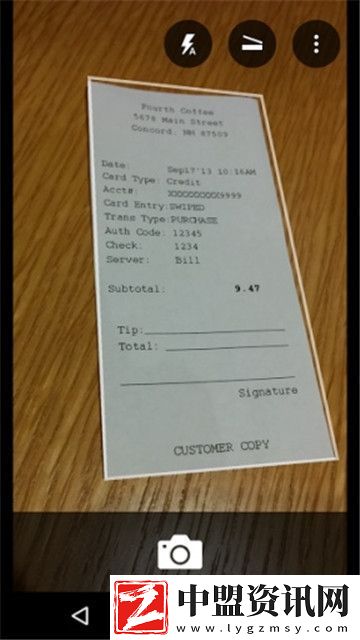 Fourth Coffee
5678 Main Street
Concord, NH 87509
Date: Sep17'13 10:16AM
Card Type: Credit
Acct#: XXXXXXXXX9999
Card Entry:SWIPED
Trans Type:PURCHASE
Auth Code: 12345
Check: 1234
Server: Bill
Subtotal: 9.47
Tip:
Total:
Signature
CUSTOMER COPY
Z
中盟资讯网
www.lygzmsy.com